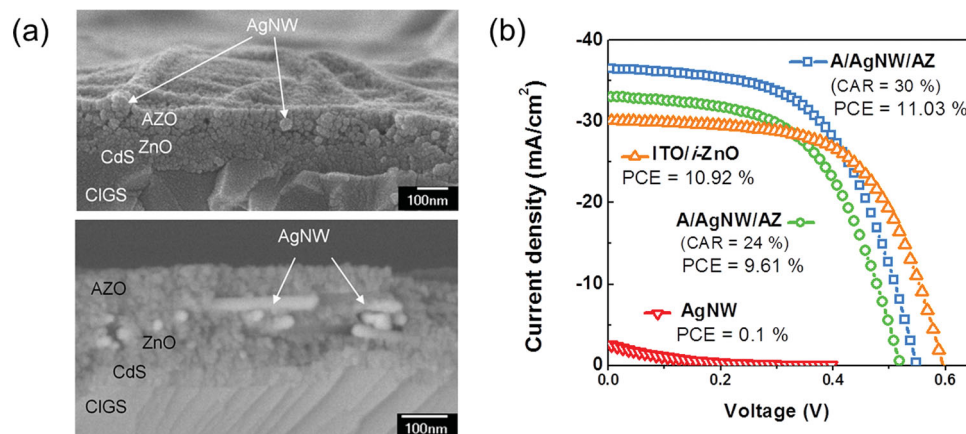 (a)
AgNW
AZO
ZnO
CdS
CIGS
100nm
AgNW
AZO
ZnO
CdS
CIGS
100nm
(b)
Current density (mA/cm²)
-40
-30
-20
-10
0
0.0
0.2
0.4
0.6
Voltage (V)
A/AgNW/AZ
(CAR = 30 %)
PCE = 11.03 %
ITO/i-ZnO
PCE = 10.92 %
A/AgNW/AZ
(CAR = 24 %)
PCE = 9.61 %
AgNW
PCE = 0.1 %